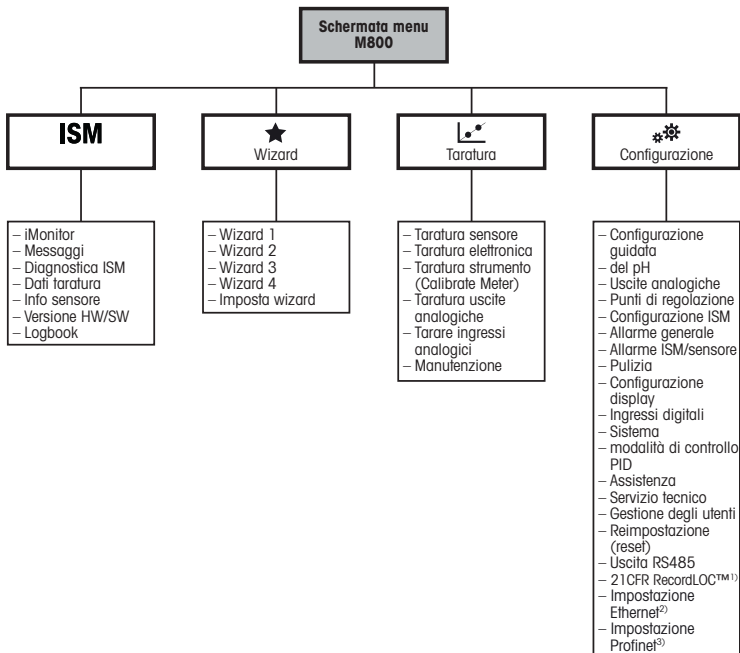 Schermata menu
M800
ISM
Wizard
Taratura
Configurazione
– iMonitor
– Messaggi
– Diagnostica ISM
– Dati taratura
– Info sensore
– Versione HW/SW
– Logbook
– Wizard 1
– Wizard 2
– Wizard 3
– Wizard 4
– Imposta wizard
– Taratura sensore
– Taratura elettronica
– Taratura strumento
(Calibrate Meter)
– Taratura uscite
analogiche
– Tarare ingressi
analogici
– Manutenzione
– Configurazione
guidata
– del pH
– Uscite analogiche
– Punti di regolazione
– Configurazione ISM
– Allarme generale
– Allarme ISM/sensore
– Pulizia
– Configurazione
display
– Ingressi digitali
– Sistema
– modalità di controllo
PID
– Assistenza
– Servizio tecnico
– Gestione degli utenti
– Reimpostazione
(reset)
– Uscita RS485
– 21CFR RecordLOC™1)
– Impostazione
Ethernet2)
– Impostazione
Profinet3)